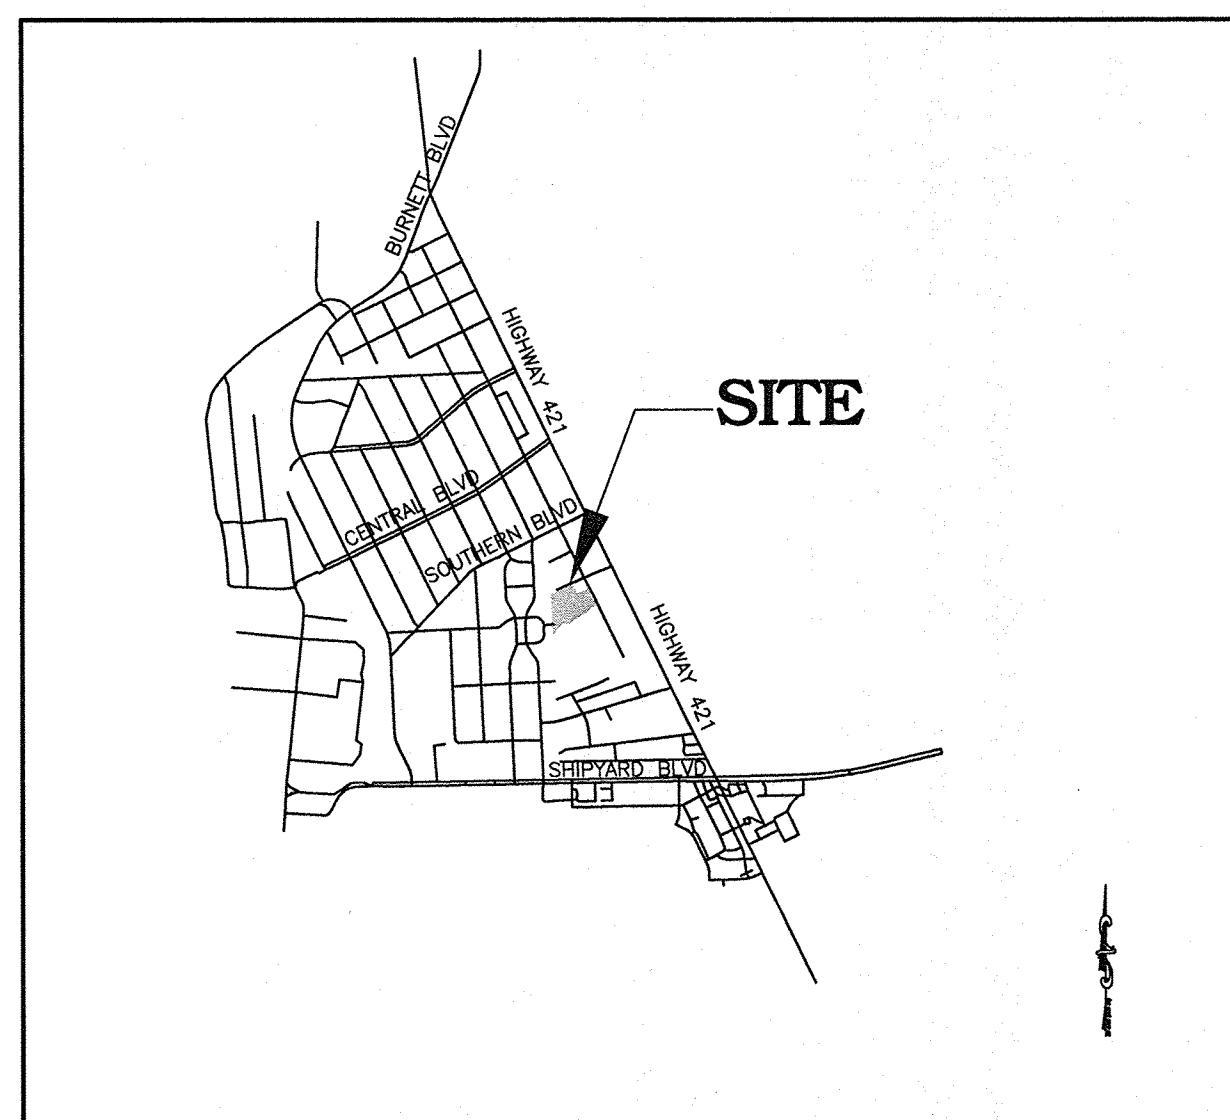 BURNETT BLVD
HIGHWAY 421
SITE
CENTRAL BLVD
SOUTHERN BLVD
HIGHWAY 421
SHIPYARD BLVD